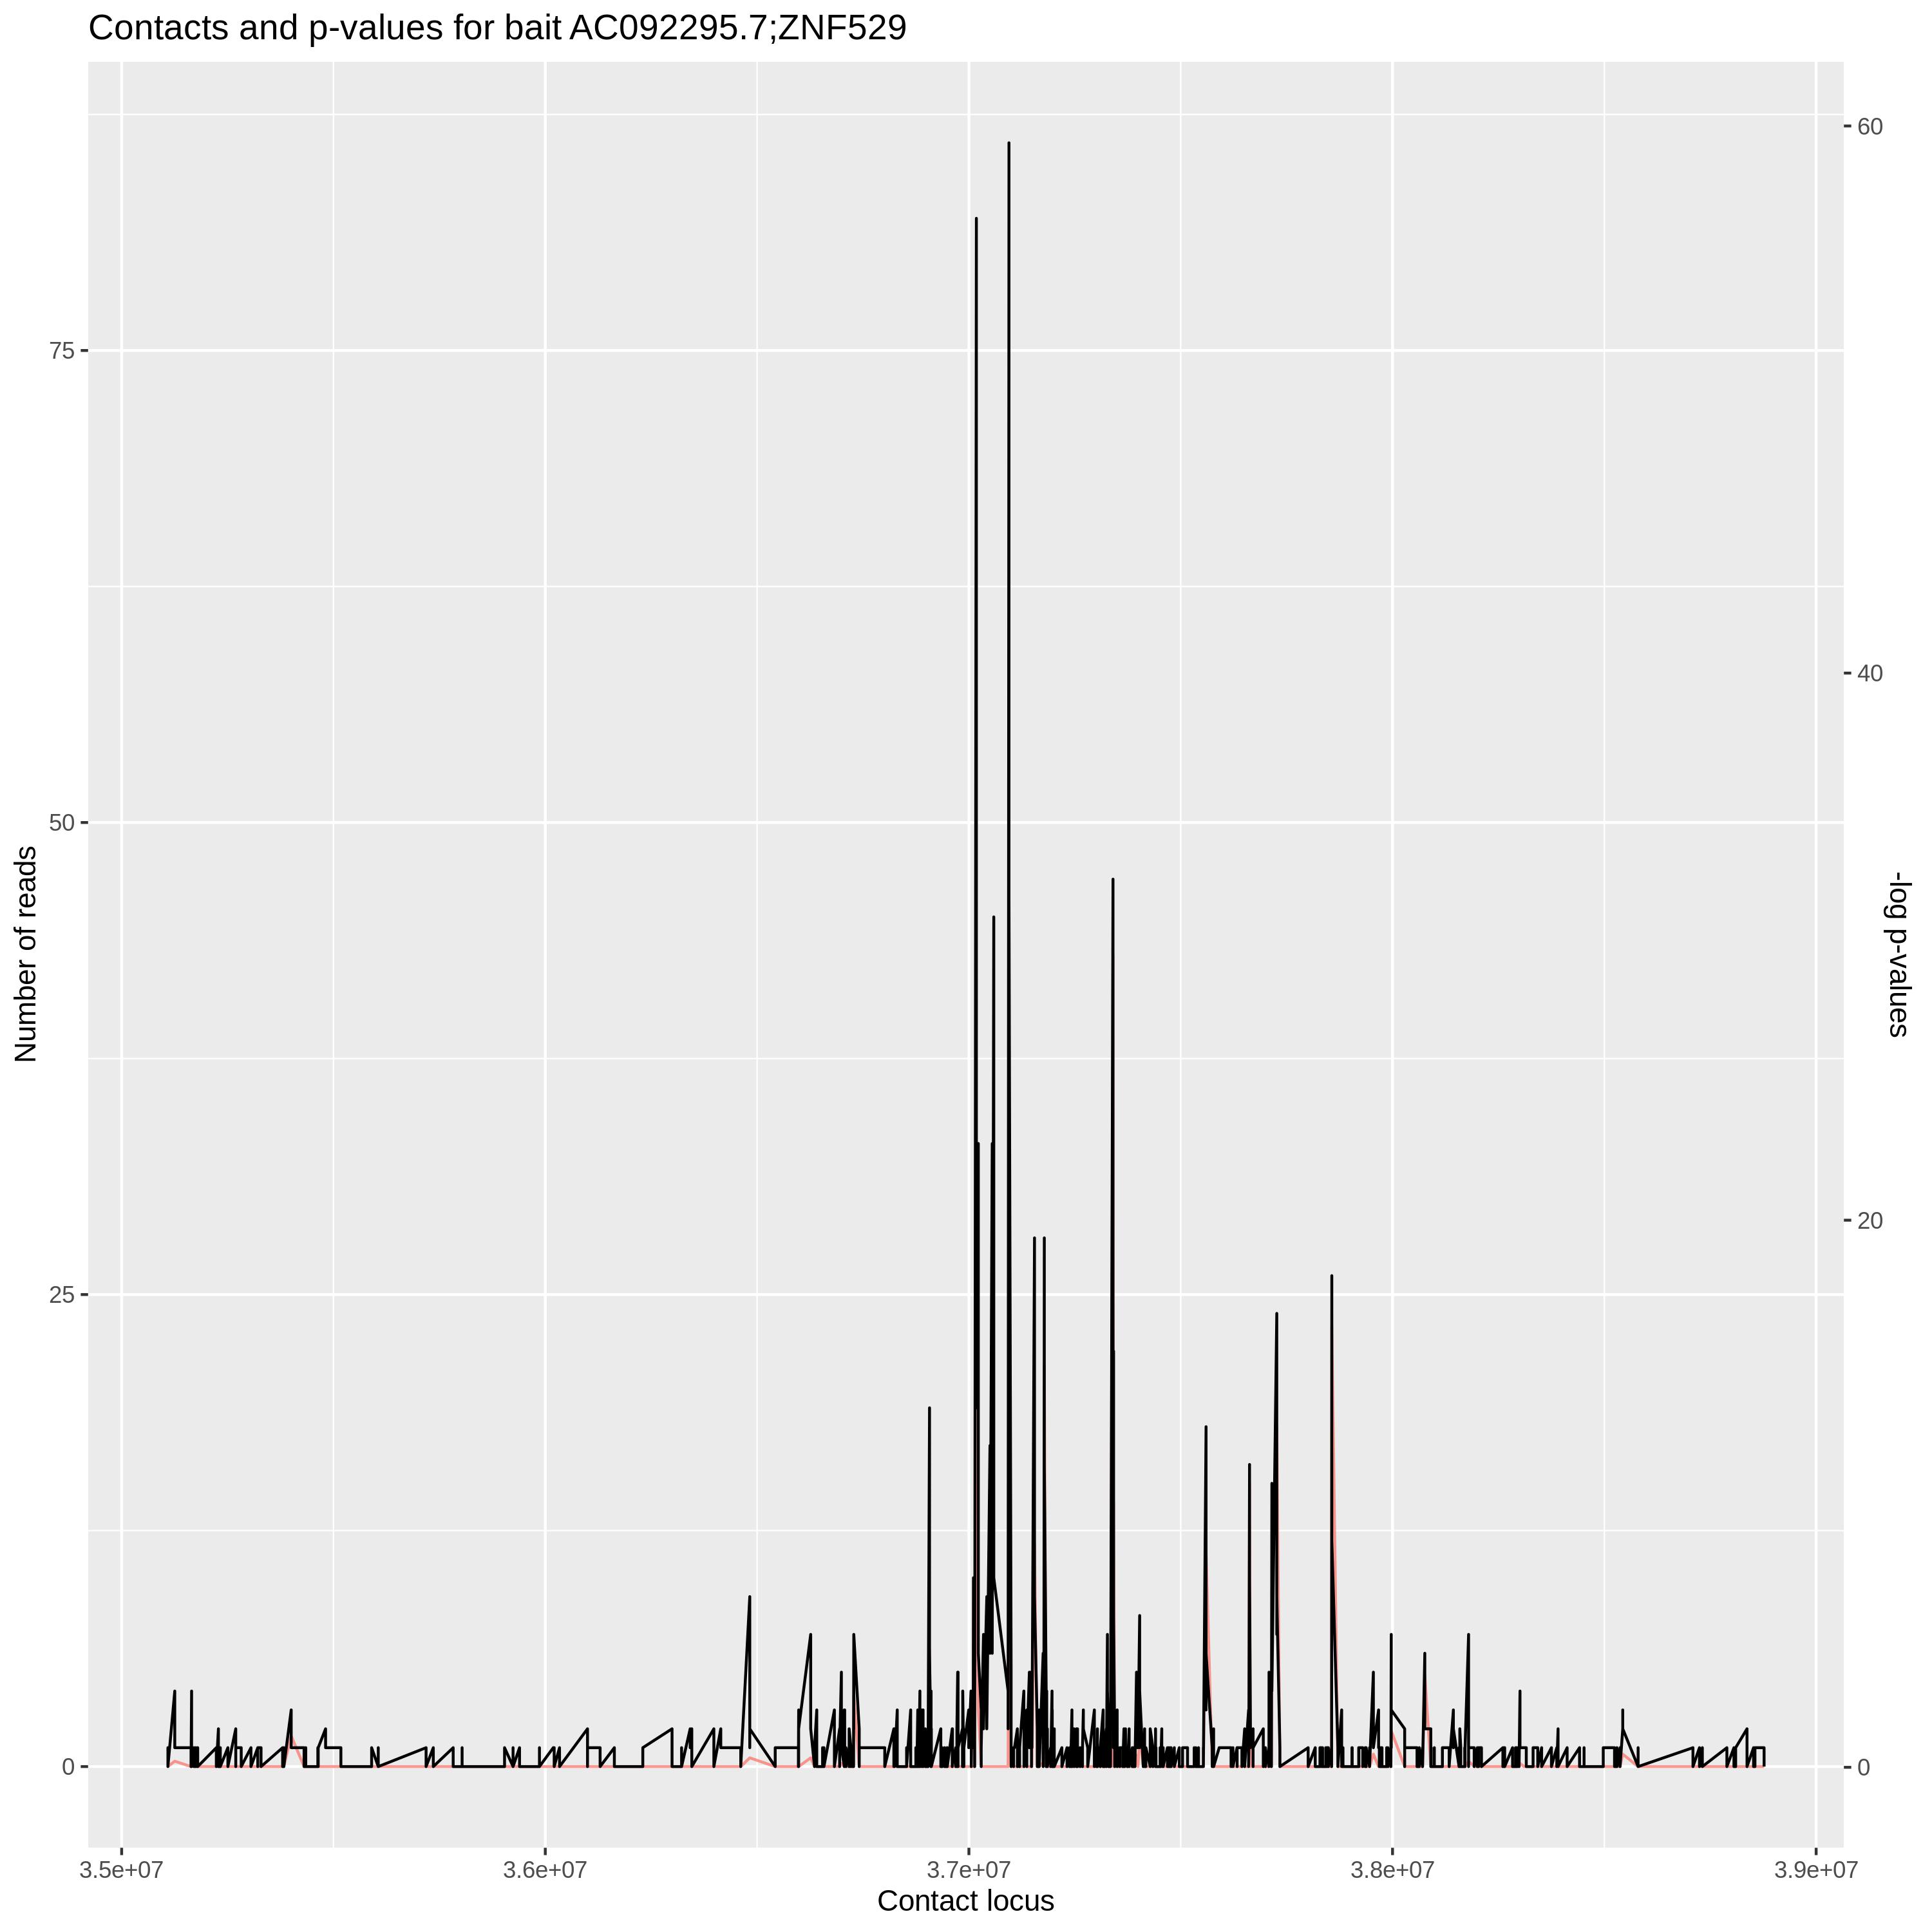 Contacts and p-values for bait AC092295.7;ZNF529
Number of reads
75
50
25
0
60
40
20
0
-log p-values
3.5e+07
3.6e+07
3.7e+07
3.8e+07
3.9e+07
Contact locus